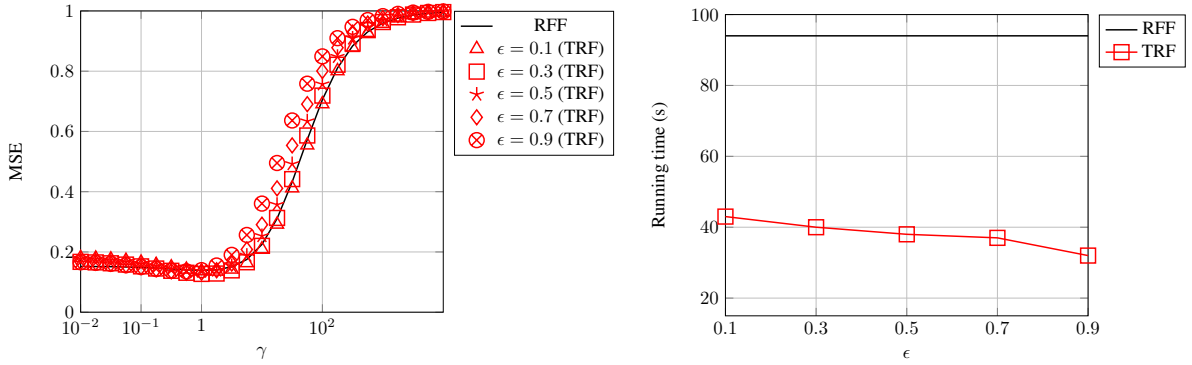 MSE
1
0.8
0.6
0.4
0.2
0
10⁻²
10⁻¹
1
10²
γ
RFF
ϵ = 0.1 (TRF)
ϵ = 0.3 (TRF)
ϵ = 0.5 (TRF)
ϵ = 0.7 (TRF)
ϵ = 0.9 (TRF)
Running time (s)
100
80
60
40
20
0.1
0.3
0.5
0.7
0.9
ϵ
RFF
TRF